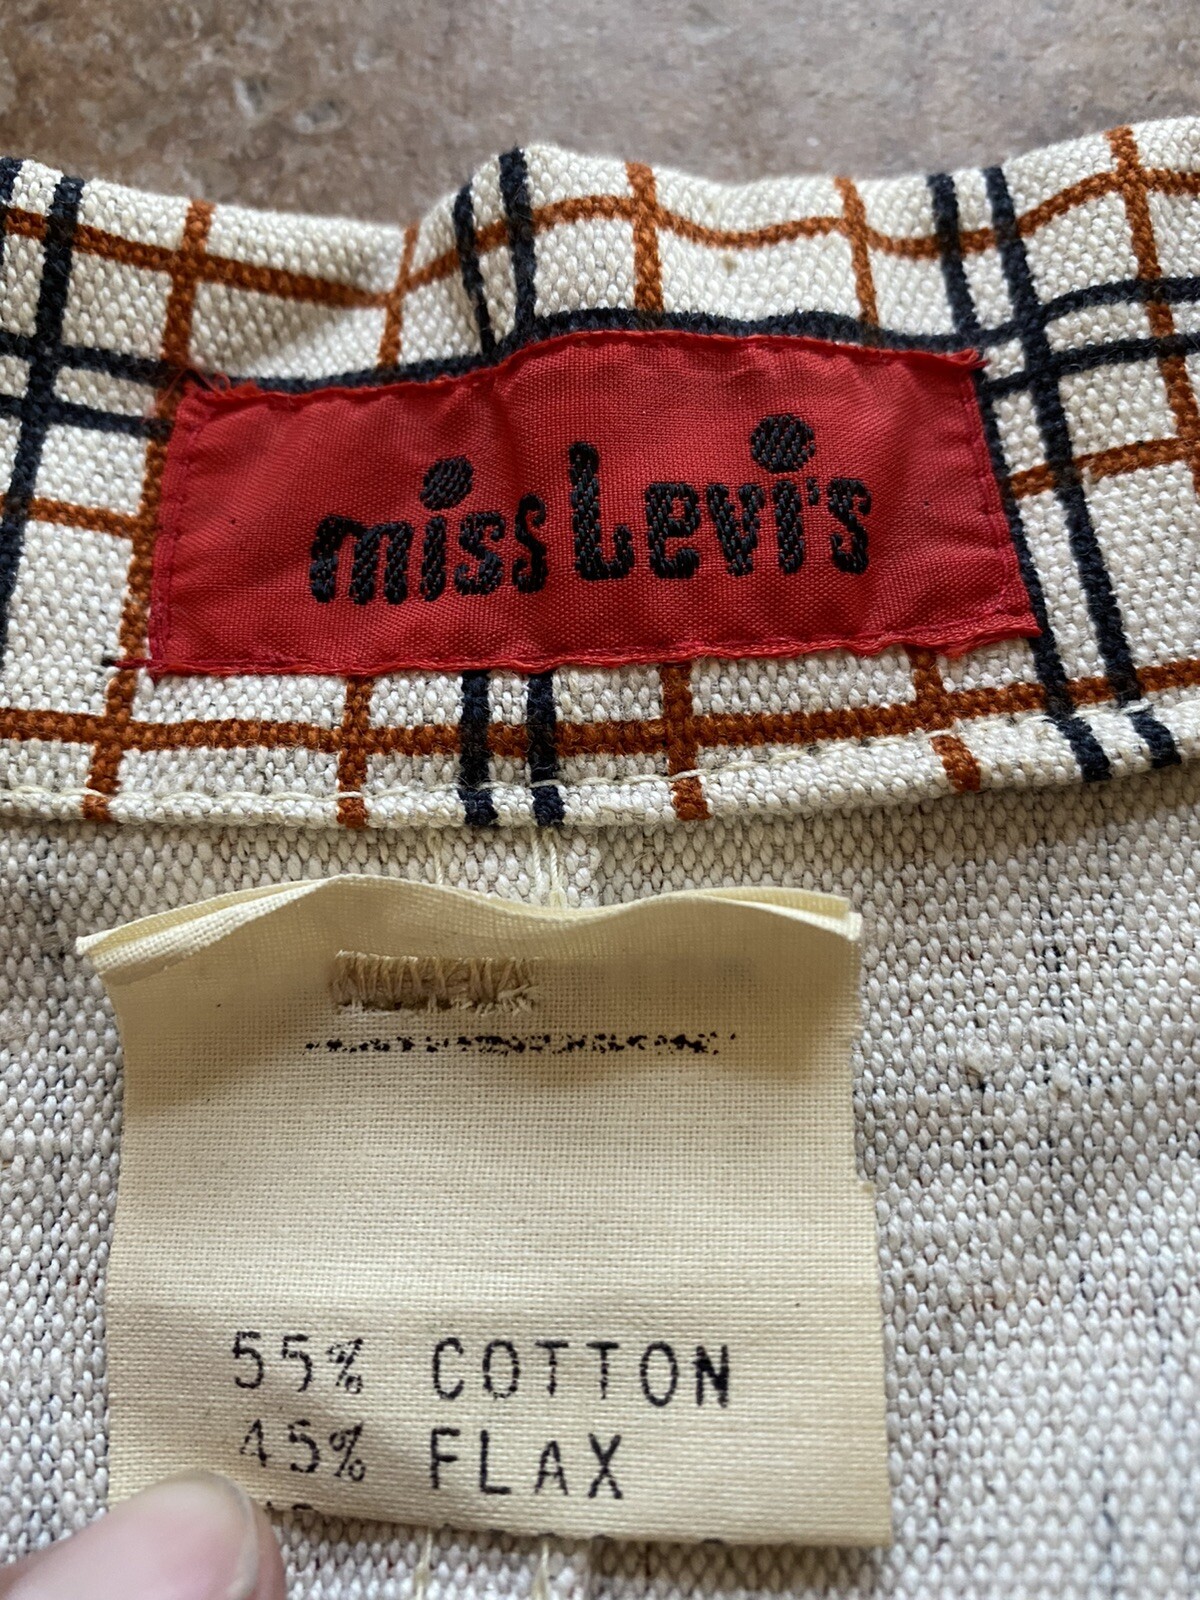 miss Levi's
55% COTTON
45% FLAX